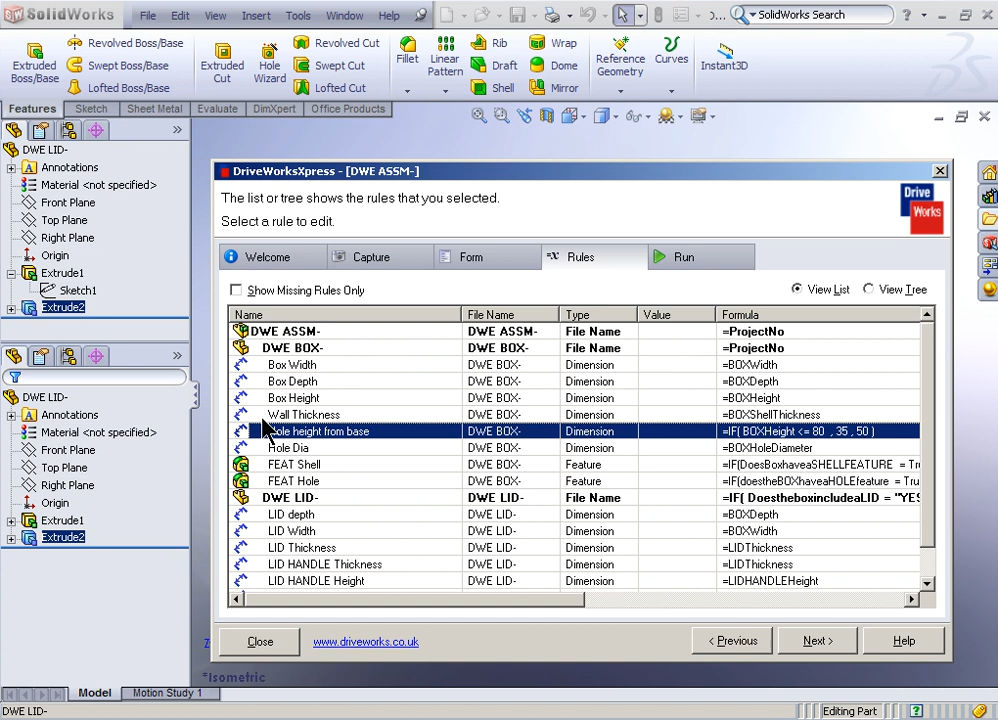 SolidWorks File Edit View Insert Tools Window Help SolidWorks Search ?
Extruded Boss/Base
Revolved Boss/Base
Swept Boss/Base
Lofted Boss/Base
Extruded Cut
Hole Wizard
Revolved Cut
Swept Cut
Lofted Cut
Fillet
Linear Pattern
Rib
Draft
Shell
Wrap
Dome
Mirror
Reference Geometry
Curves
Instant3D
Features Sketch Sheet Metal Evaluate DimXpert Office Products
DWE LID-
Annotations
Material <not specified>
Front Plane
Top Plane
Right Plane
Origin
Extrude1
Sketch1
Extrude2
DWE LID-
Annotations
Material <not specified>
Front Plane
Top Plane
Right Plane
Origin
Extrude1
Extrude2
DriveWorksXpress - [DWE ASSM-]
The list or tree shows the rules that you selected.
Select a rule to edit.
Drive
Works
Welcome Capture Form Rules Run
Show Missing Rules Only View List View Tree
Name File Name Type Value Formula
DWE ASSM- DWE ASSM- File Name =ProjectNo
DWE BOX- DWE BOX- File Name =ProjectNo
Box Width DWE BOX- Dimension =BOXWidth
Box Depth DWE BOX- Dimension =BOXDepth
Box Height DWE BOX- Dimension =BOXHeight
Wall Thickness DWE BOX- Dimension =BOXShellThickness
Hole height from base DWE BOX- Dimension =IF( BOXHeight <= 80 , 35 , 50 )
Hole Dia DWE BOX- Dimension =BOXHoleDiameter
FEAT Shell DWE BOX- Feature =IF(DoesBoxhaveaSHELLFEATURE = Tru
FEAT Hole DWE BOX- Feature =IF(doestheBOXhaveaHOLEfeature = Tru
DWE LID- DWE LID- File Name =IF( DoestheboxincludeaLID = "YES
LID depth DWE LID- Dimension =BOXDepth
LID Width DWE LID- Dimension =BOXWidth
LID Thickness DWE LID- Dimension =LIDThickness
LID HANDLE Thickness DWE LID- Dimension =LIDThickness
LID HANDLE Height DWE LID- Dimension =LIDHANDLEHeight
Close www.driveworks.co.uk < Previous Next > Help
*Isometric
Model Motion Study 1
DWE LID- Editing Part